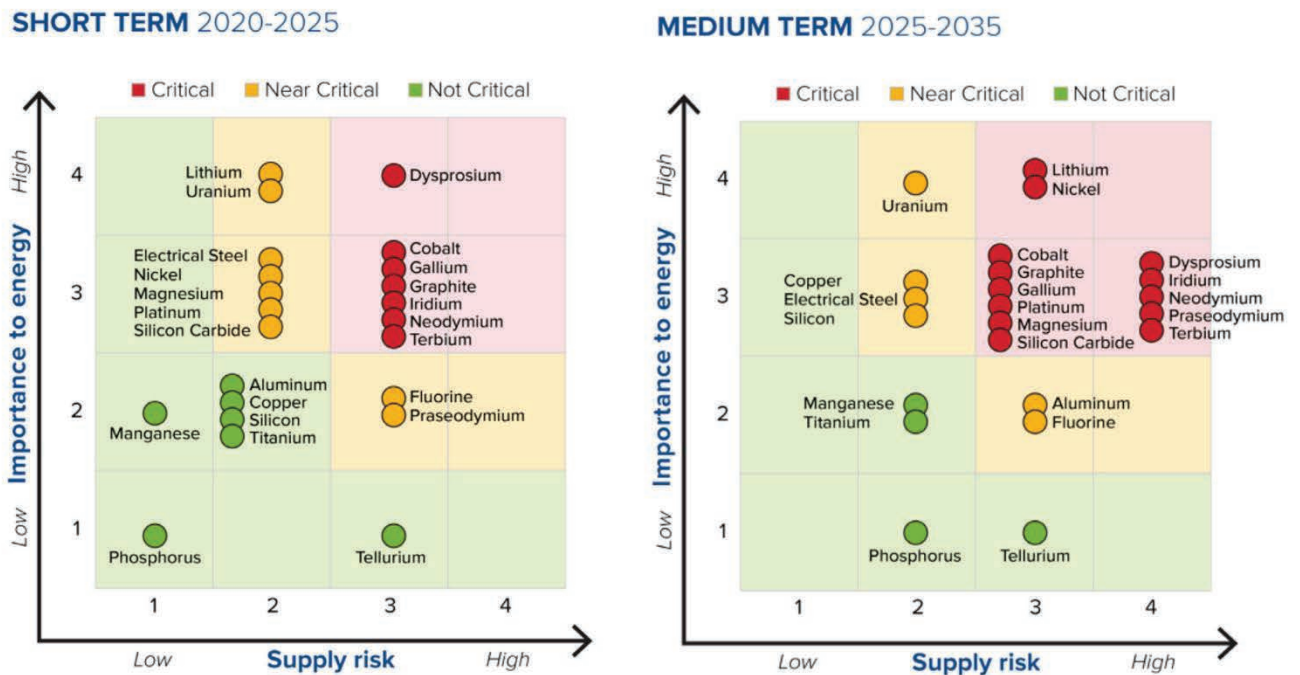 SHORT TERM 2020-2025
Critical
Near Critical
Not Critical
High
Importance to energy
Low
4
3
2
1
Lithium
Uranium
Dysprosium
Electrical Steel
Nickel
Magnesium
Platinum
Silicon Carbide
Cobalt
Gallium
Graphite
Iridium
Neodymium
Terbium
Manganese
Aluminum
Copper
Silicon
Titanium
Fluorine
Praseodymium
Phosphorus
Tellurium
1 2 3 4
Low Supply risk High
MEDIUM TERM 2025-2035
Critical
Near Critical
Not Critical
High
Importance to energy
Low
4
3
2
1
Uranium
Lithium
Nickel
Copper
Electrical Steel
Silicon
Cobalt
Graphite
Gallium
Platinum
Magnesium
Silicon Carbide
Dysprosium
Iridium
Neodymium
Praseodymium
Terbium
Manganese
Titanium
Aluminum
Fluorine
Phosphorus
Tellurium
1 2 3 4
Low Supply risk High